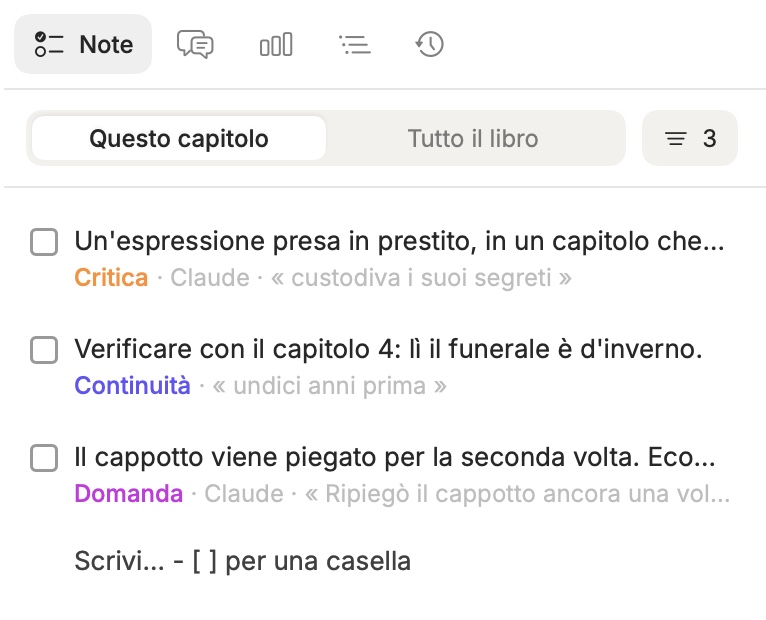 Note
Questo capitolo
Tutto il libro
3
Un'espressione presa in prestito, in un capitolo che...
Critica · Claude · « custodiva i suoi segreti »
Verificare con il capitolo 4: lì il funerale è d'inverno.
Continuità · « undici anni prima »
Il cappotto viene piegato per la seconda volta. Eco...
Domanda · Claude · « Ripiegò il cappotto ancora una vol...
Scrivi... - [ ] per una casella